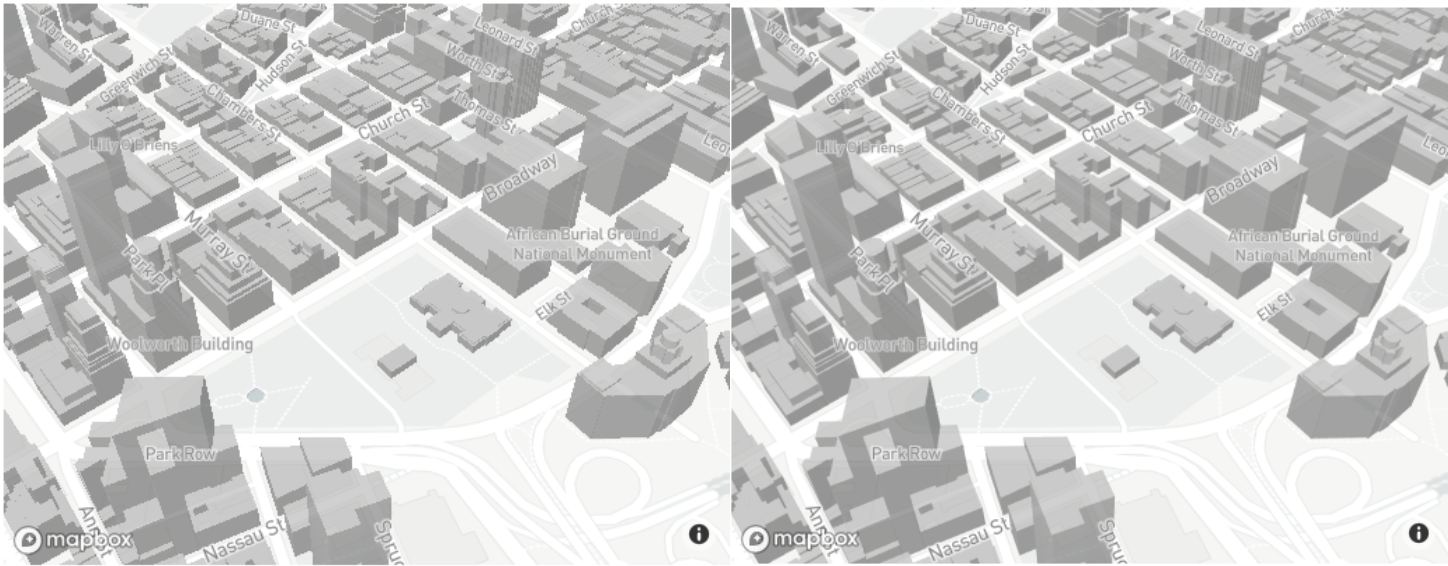 Warren St
Greenwich St
Duane St
Hudson St
Leonard St
Church St
Worth St
Chambers St
Church St
Thomas St
Lilly O'Briens
Broadway
Murray St
Park Pl
African Burial Ground
National Monument
Elk St
Woolworth Building
Park Row
Nassau St
mapbox
Warren St
Greenwich St
Duane St
Hudson St
Leonard St
Church St
Worth St
Chambers St
Church St
Thomas St
Lilly O'Briens
Broadway
Murray St
Park Pl
African Burial Ground
National Monument
Elk St
Woolworth Building
Park Row
Nassau St
mapbox